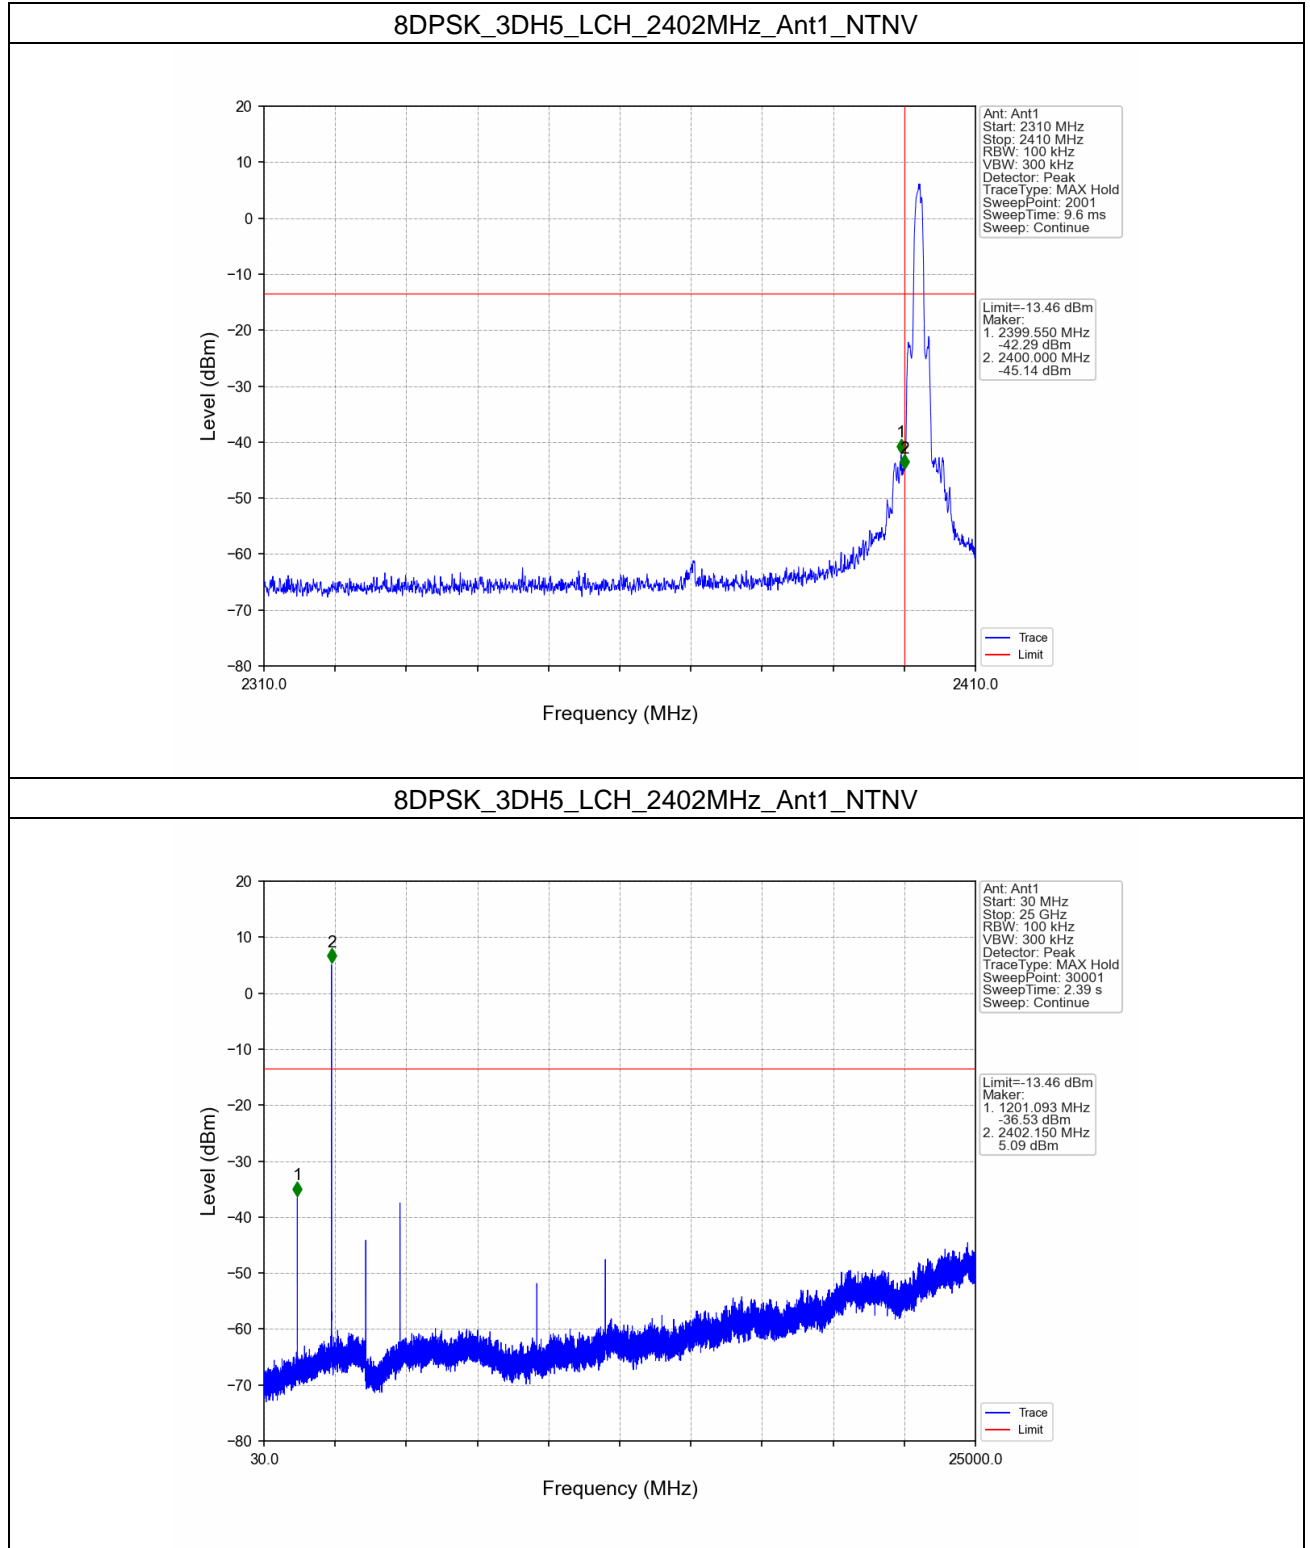 8DPSK_3DH5_LCH_2402MHz_Ant1_NTNV
20
10
0
−10
−20
−30
−40
−50
−60
−70
−80
Level (dBm)
1
2
2310.0
2410.0
Frequency (MHz)
Ant: Ant1
Start: 2310 MHz
Stop: 2410 MHz
RBW: 100 kHz
VBW: 300 kHz
Detector: Peak
TraceType: MAX Hold
SweepPoint: 2001
SweepTime: 9.6 ms
Sweep: Continue
Limit=-13.46 dBm
Maker:
1. 2399.550 MHz
-42.29 dBm
2. 2400.000 MHz
-45.14 dBm
Trace
Limit
8DPSK_3DH5_LCH_2402MHz_Ant1_NTNV
20
10
0
−10
−20
−30
−40
−50
−60
−70
−80
Level (dBm)
1
2
30.0
25000.0
Frequency (MHz)
Ant: Ant1
Start: 30 MHz
Stop: 25 GHz
RBW: 100 kHz
VBW: 300 kHz
Detector: Peak
TraceType: MAX Hold
SweepPoint: 30001
SweepTime: 2.39 s
Sweep: Continue
Limit=-13.46 dBm
Maker:
1. 1201.093 MHz
-36.53 dBm
2. 2402.150 MHz
5.09 dBm
Trace
Limit